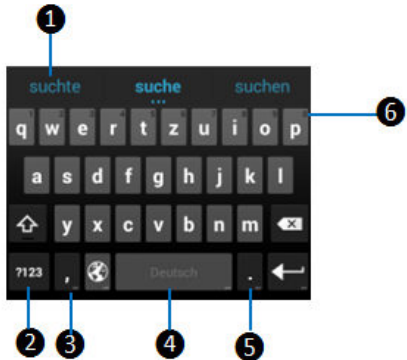 1
suchte suche suchen
q w e r t z u i o p
6
a s d f g h j k l
y x c v b n m
?123 , Deutsch .
2 3 4 5